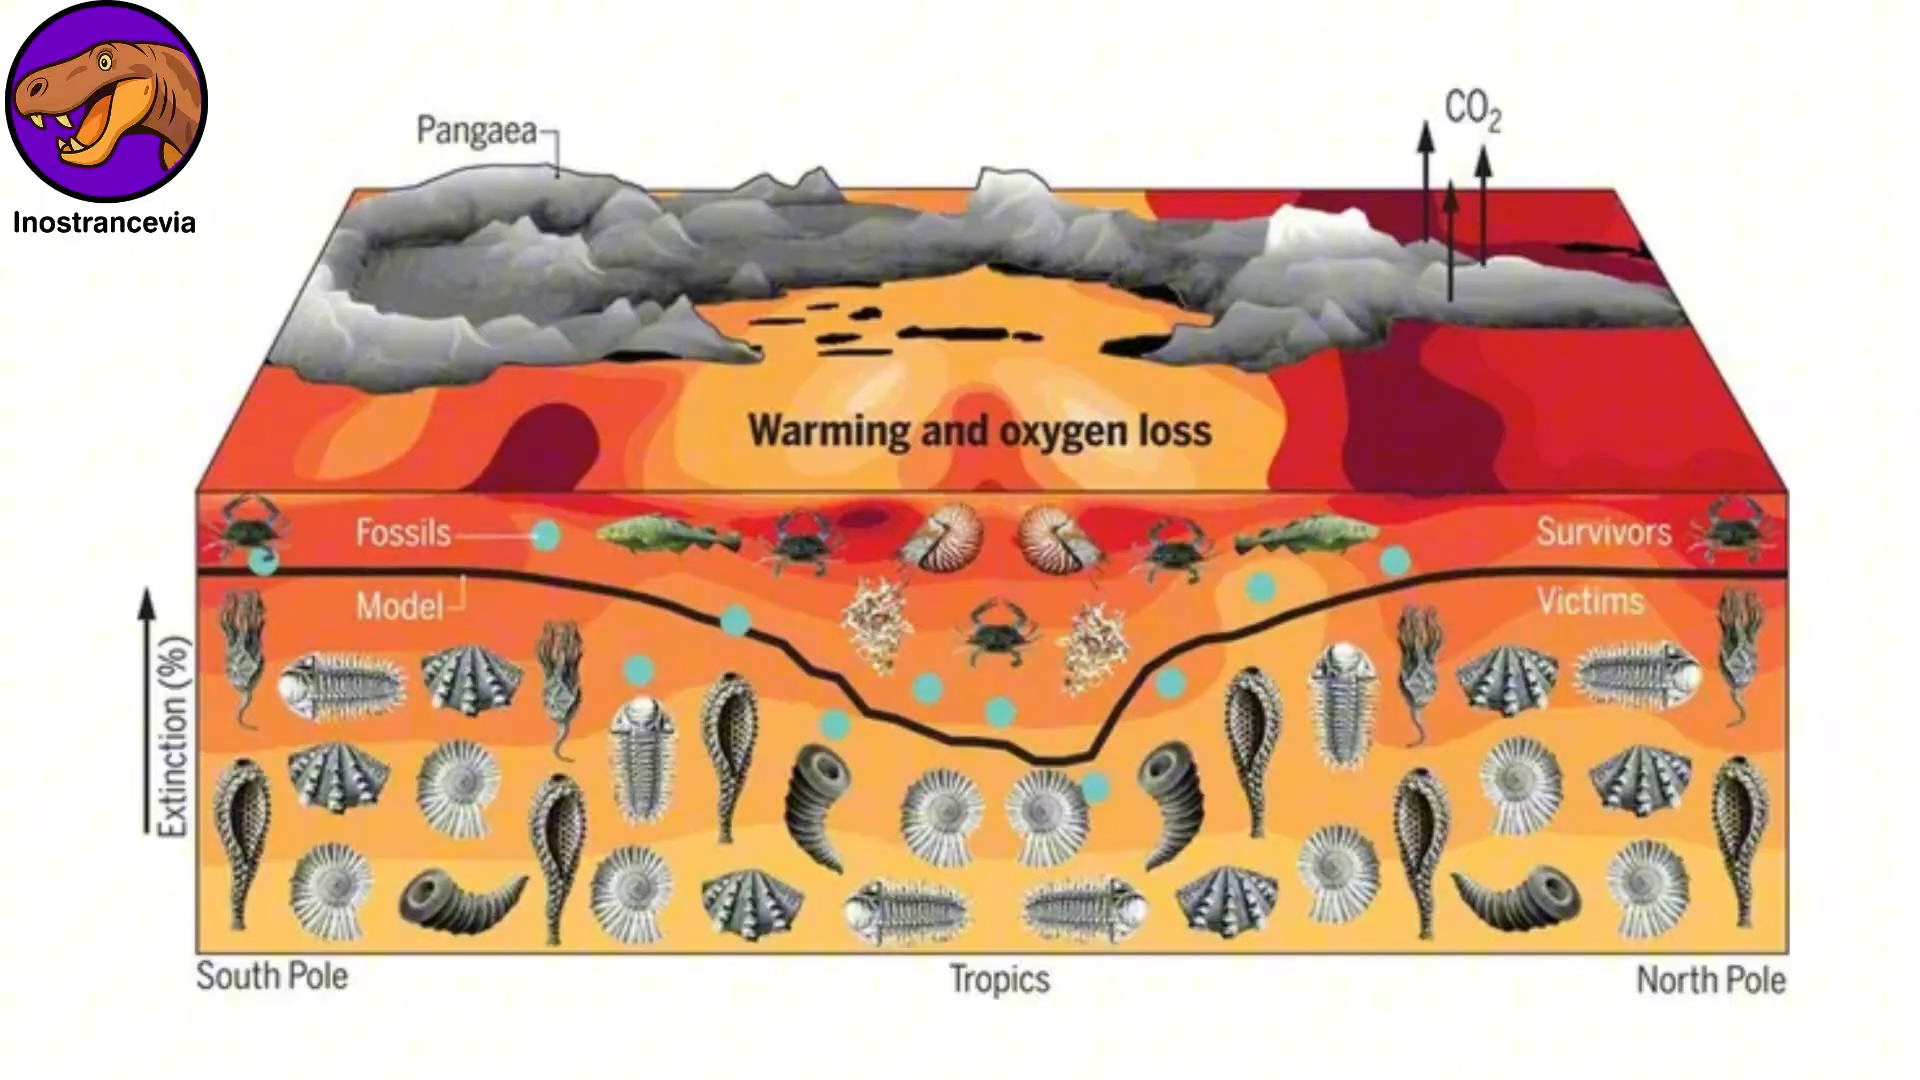 Inostrancevia
Pangaea
CO₂
Warming and oxygen loss
Fossils
Survivors
Model
Victims
Extinction (%)
South Pole
Tropics
North Pole